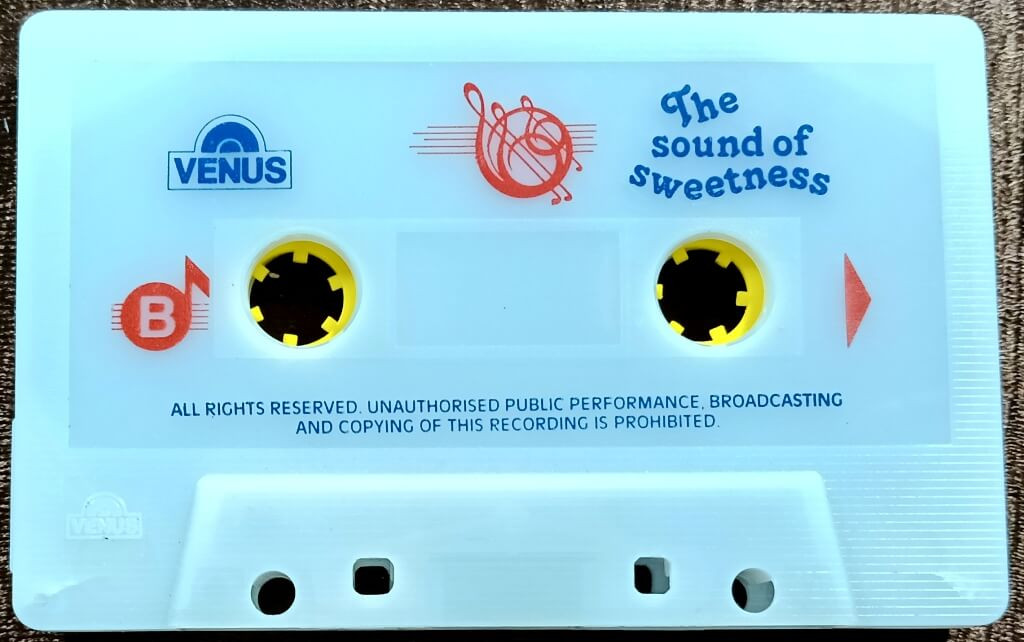 VENUS
The
sound of
sweetness
B
ALL RIGHTS RESERVED. UNAUTHORISED PUBLIC PERFORMANCE, BROADCASTING
AND COPYING OF THIS RECORDING IS PROHIBITED.
VENUS